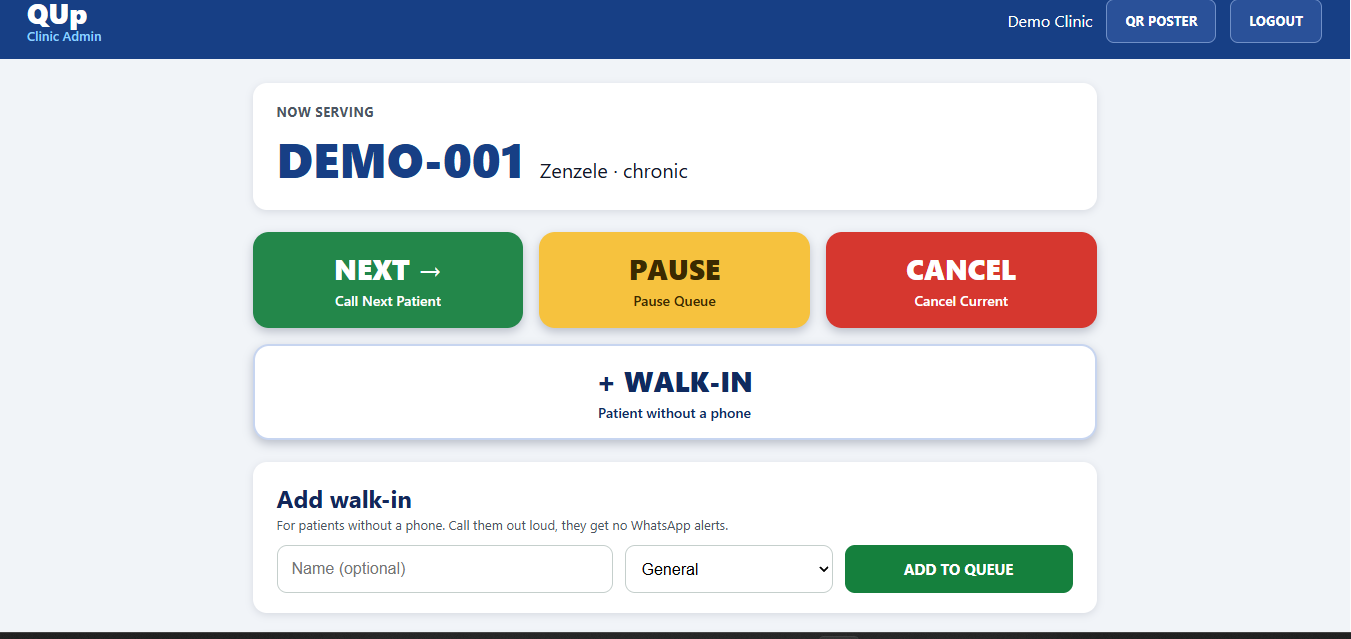 QUp
Clinic Admin
Demo Clinic
QR POSTER
LOGOUT
NOW SERVING
DEMO-001 Zenzele · chronic
NEXT →
Call Next Patient
PAUSE
Pause Queue
CANCEL
Cancel Current
+ WALK-IN
Patient without a phone
Add walk-in
For patients without a phone. Call them out loud, they get no WhatsApp alerts.
Name (optional)
General
ADD TO QUEUE